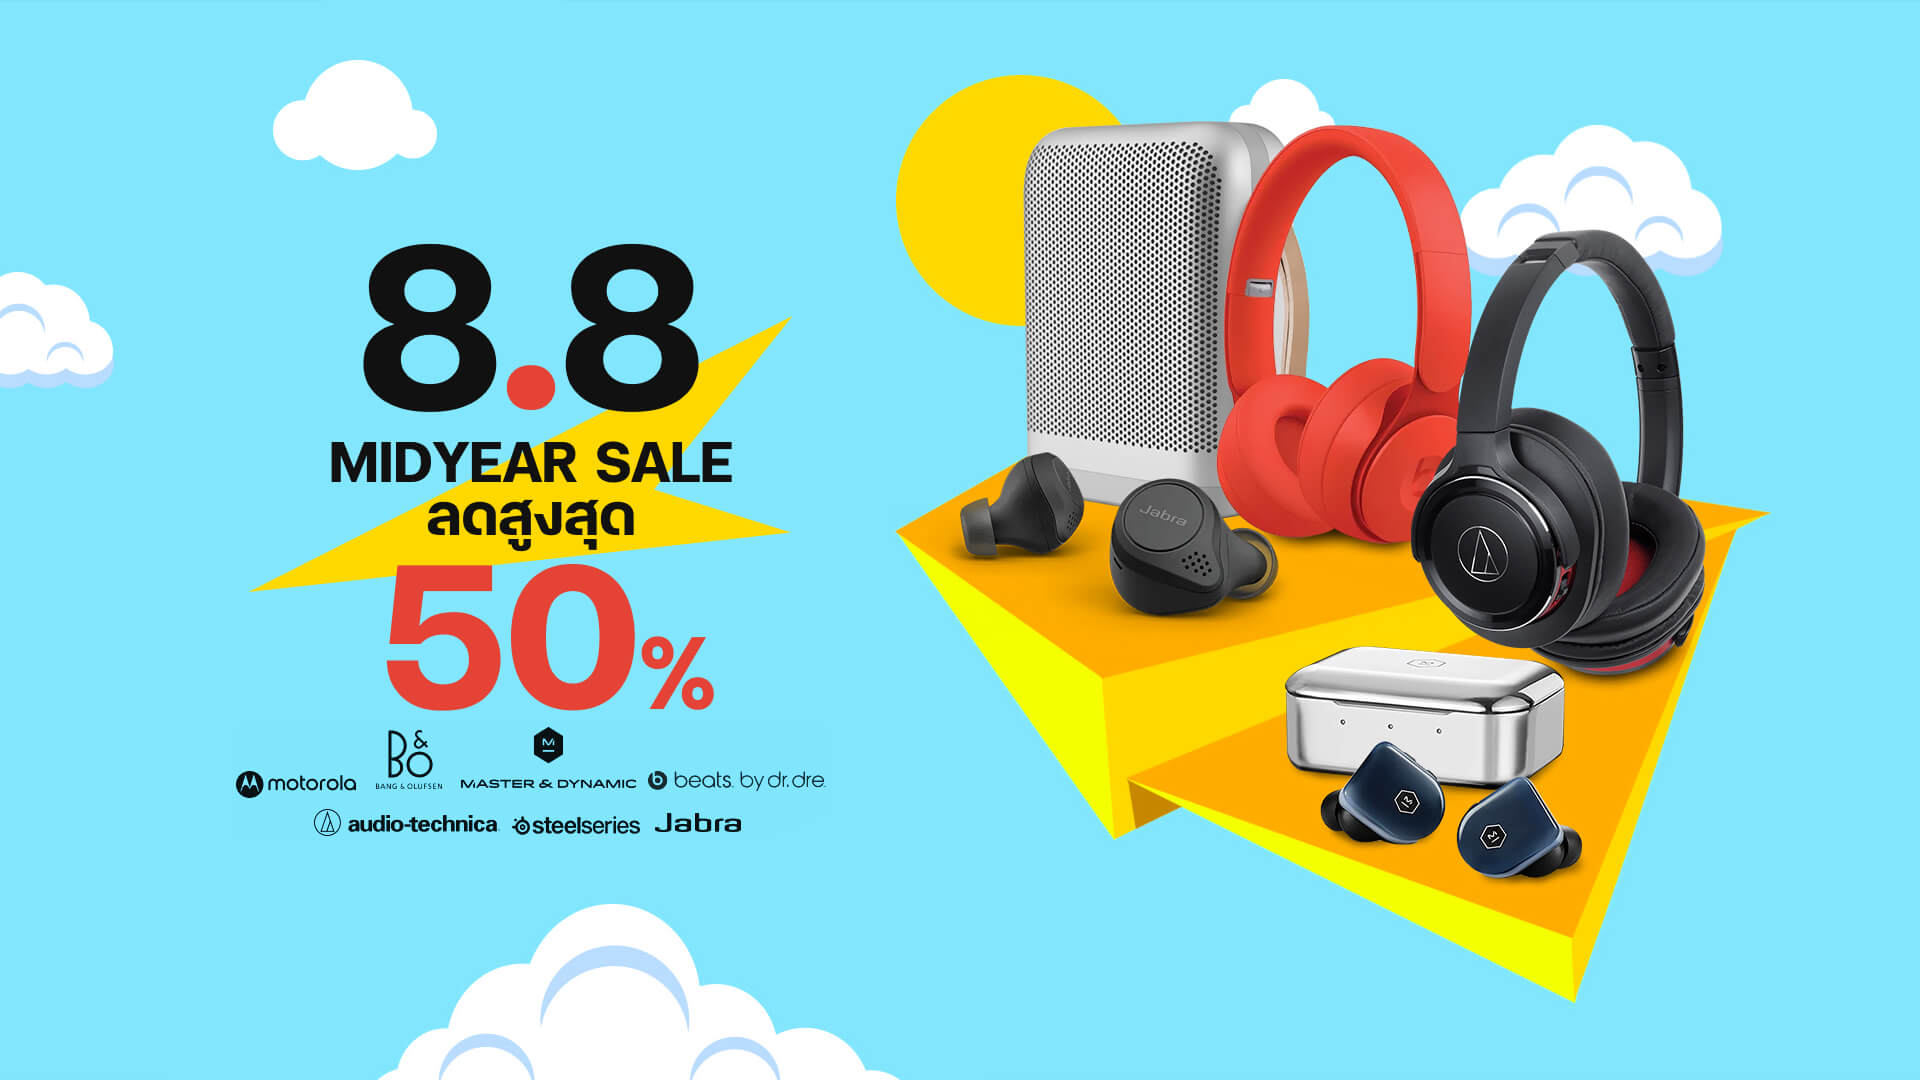 8.8
MIDYEAR SALE
ลดสูงสุด
50%
B&O
BANG & OLUFSEN
motorola
MASTER & DYNAMIC
beats by dr. dre
audio-technica
steelseries
Jabra
Jabra